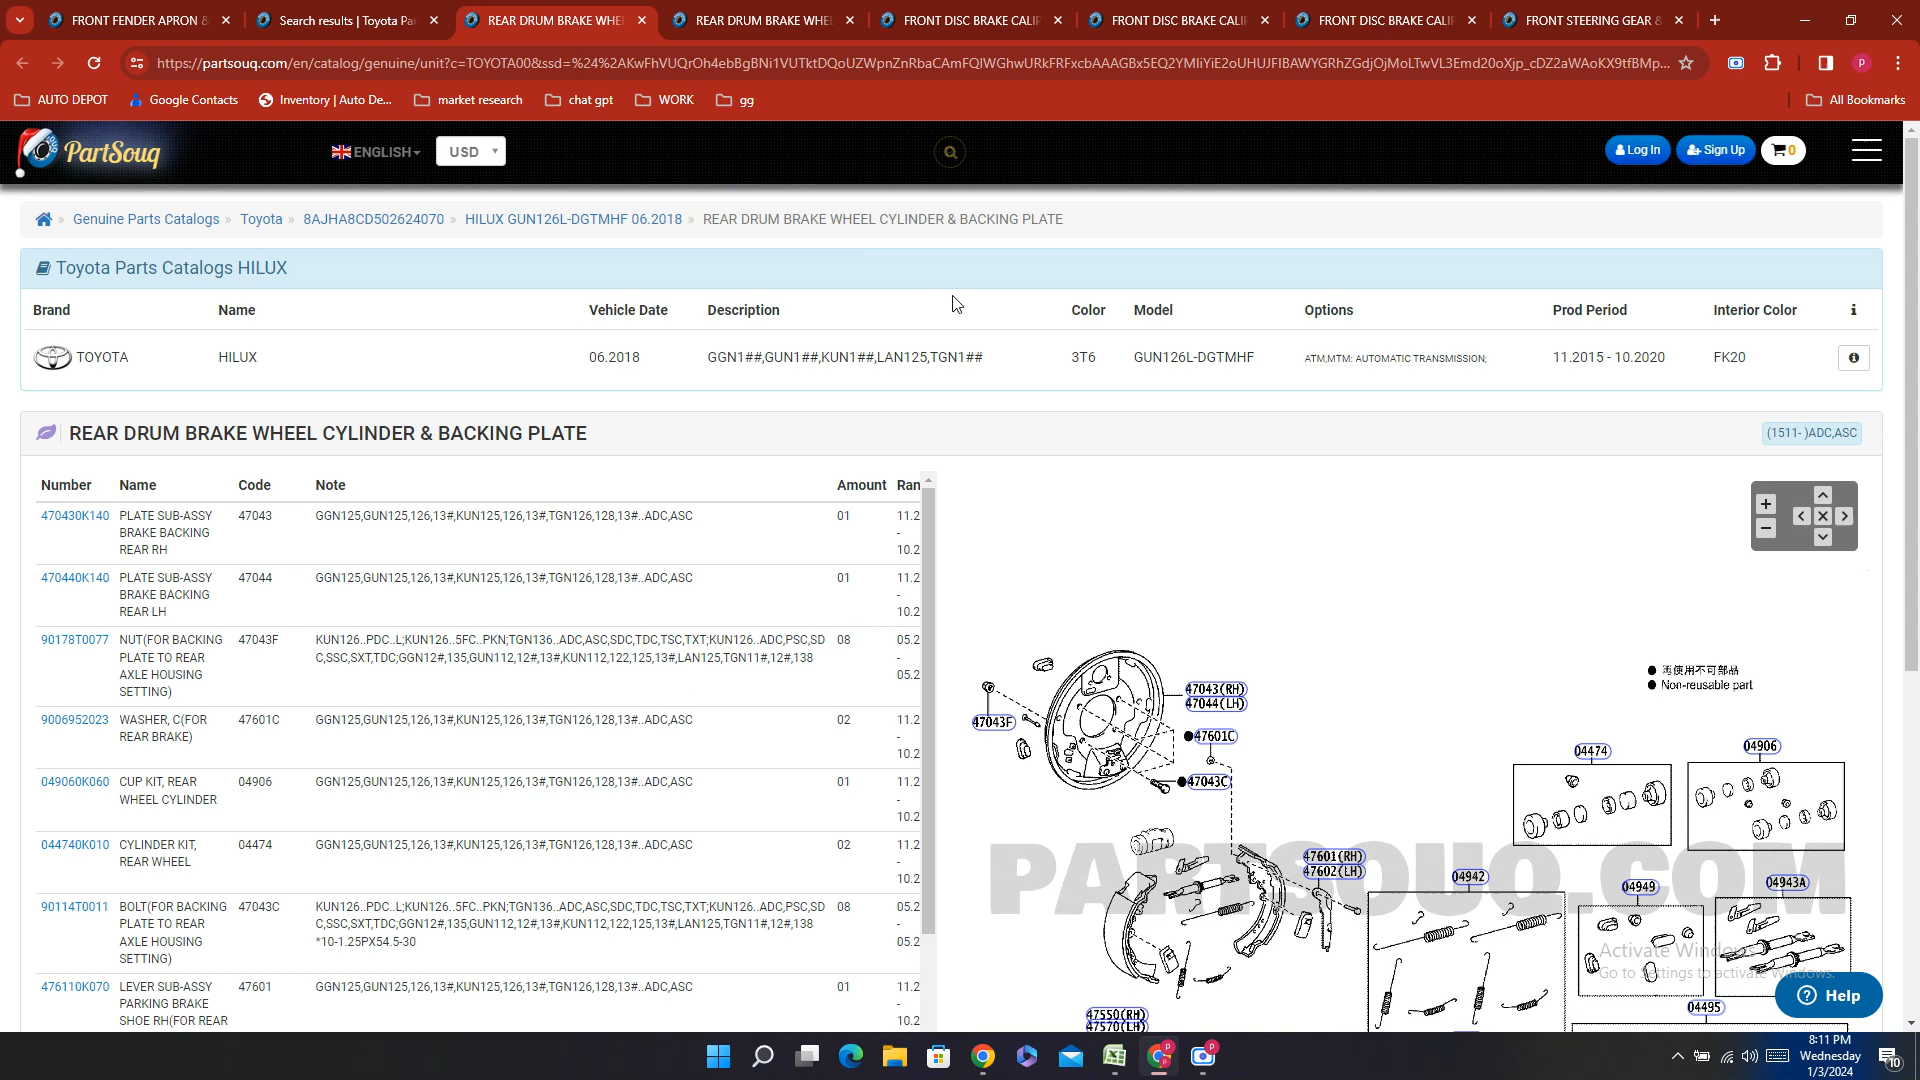 FRONT FENDER APRON &
Search results | Toyota Pa
REAR DRUM BRAKE WHE
REAR DRUM BRAKE WHE
FRONT DISC BRAKE CALIP
FRONT DISC BRAKE CALIP
FRONT DISC BRAKE CALIP
FRONT STEERING GEAR &
AUTO DEPOT
Google Contacts
Inventory | Auto De...
market research
chat gpt
WORK
gg
All Bookmarks
PartSouq
ENGLISH
USD
Log In
Sign Up
0
» Genuine Parts Catalogs » Toyota » 8AJHA8CD502624070 » HILUX GUN126L-DGTMHF 06.2018 » REAR DRUM BRAKE WHEEL CYLINDER & BACKING PLATE
Toyota Parts Catalogs HILUX
Brand Name Vehicle Date Description Color Model Options Prod Period Interior Color
TOYOTA HILUX 06.2018 GGN1##,GUN1##,KUN1##,LAN125,TGN1## 3T6 GUN126L-DGTMHF ATM,MTM: AUTOMATIC TRANSMISSION; 11.2015 - 10.2020 FK20
REAR DRUM BRAKE WHEEL CYLINDER & BACKING PLATE
(1511- )ADC,ASC
Number Name Code Note Amount Ran
470430K140 PLATE SUB-ASSY 47043 GGN125,GUN125,126,13#,KUN125,126,13#,TGN126,128,13#..ADC,ASC 01 11.2
BRAKE BACKING -
REAR RH 10.2
470440K140 PLATE SUB-ASSY 47044 GGN125,GUN125,126,13#,KUN125,126,13#,TGN126,128,13#..ADC,ASC 01 11.2
BRAKE BACKING -
REAR LH 10.2
90178T0077 NUT(FOR BACKING 47043F KUN126..PDC..L;KUN126..5FC..PKN;TGN136..ADC,ASC,SDC,TDC,TSC,TXT;KUN126..ADC,PSC,SD 08 05.2
PLATE TO REAR C,SSC,SXT,TDC;GGN12#,135,GUN112,12#,13#,KUN112,122,125,13#,LAN125,TGN11#,12#,138 -
AXLE HOUSING 05.2
SETTING)
9006952023 WASHER, C(FOR 47601C GGN125,GUN125,126,13#,KUN125,126,13#,TGN126,128,13#..ADC,ASC 02 11.2
REAR BRAKE) -
10.2
049060K060 CUP KIT, REAR 04906 GGN125,GUN125,126,13#,KUN125,126,13#,TGN126,128,13#..ADC,ASC 01 11.2
WHEEL CYLINDER -
10.2
044740K010 CYLINDER KIT, 04474 GGN125,GUN125,126,13#,KUN125,126,13#,TGN126,128,13#..ADC,ASC 02 11.2
REAR WHEEL -
10.2
90114T0011 BOLT(FOR BACKING 47043C KUN126..PDC..L;KUN126..5FC..PKN;TGN136..ADC,ASC,SDC,TDC,TSC,TXT;KUN126..ADC,PSC,SD 08 05.2
PLATE TO REAR C,SSC,SXT,TDC;GGN12#,135,GUN112,12#,13#,KUN112,122,125,13#,LAN125,TGN11#,12#,138 -
AXLE HOUSING *10-1.25PX54.5-30 05.2
SETTING)
476110K070 LEVER SUB-ASSY 47601 GGN125,GUN125,126,13#,KUN125,126,13#,TGN126,128,13#..ADC,ASC 01 11.2
PARKING BRAKE -
SHOE RH(FOR REAR 10.2
再使用不可部品
Non-reusable part
47043(RH)
47044(LH)
47043F
47601C
47043C
04474
04906
47601(RH)
47602(LH)
04942
04949
04943A
04495
47550(RH)
47570(LH)
PARTSOUQ.COM
Activate Windows
Go to Settings to activate Windows.
Help
8:11 PM
Wednesday
1/3/2024
10